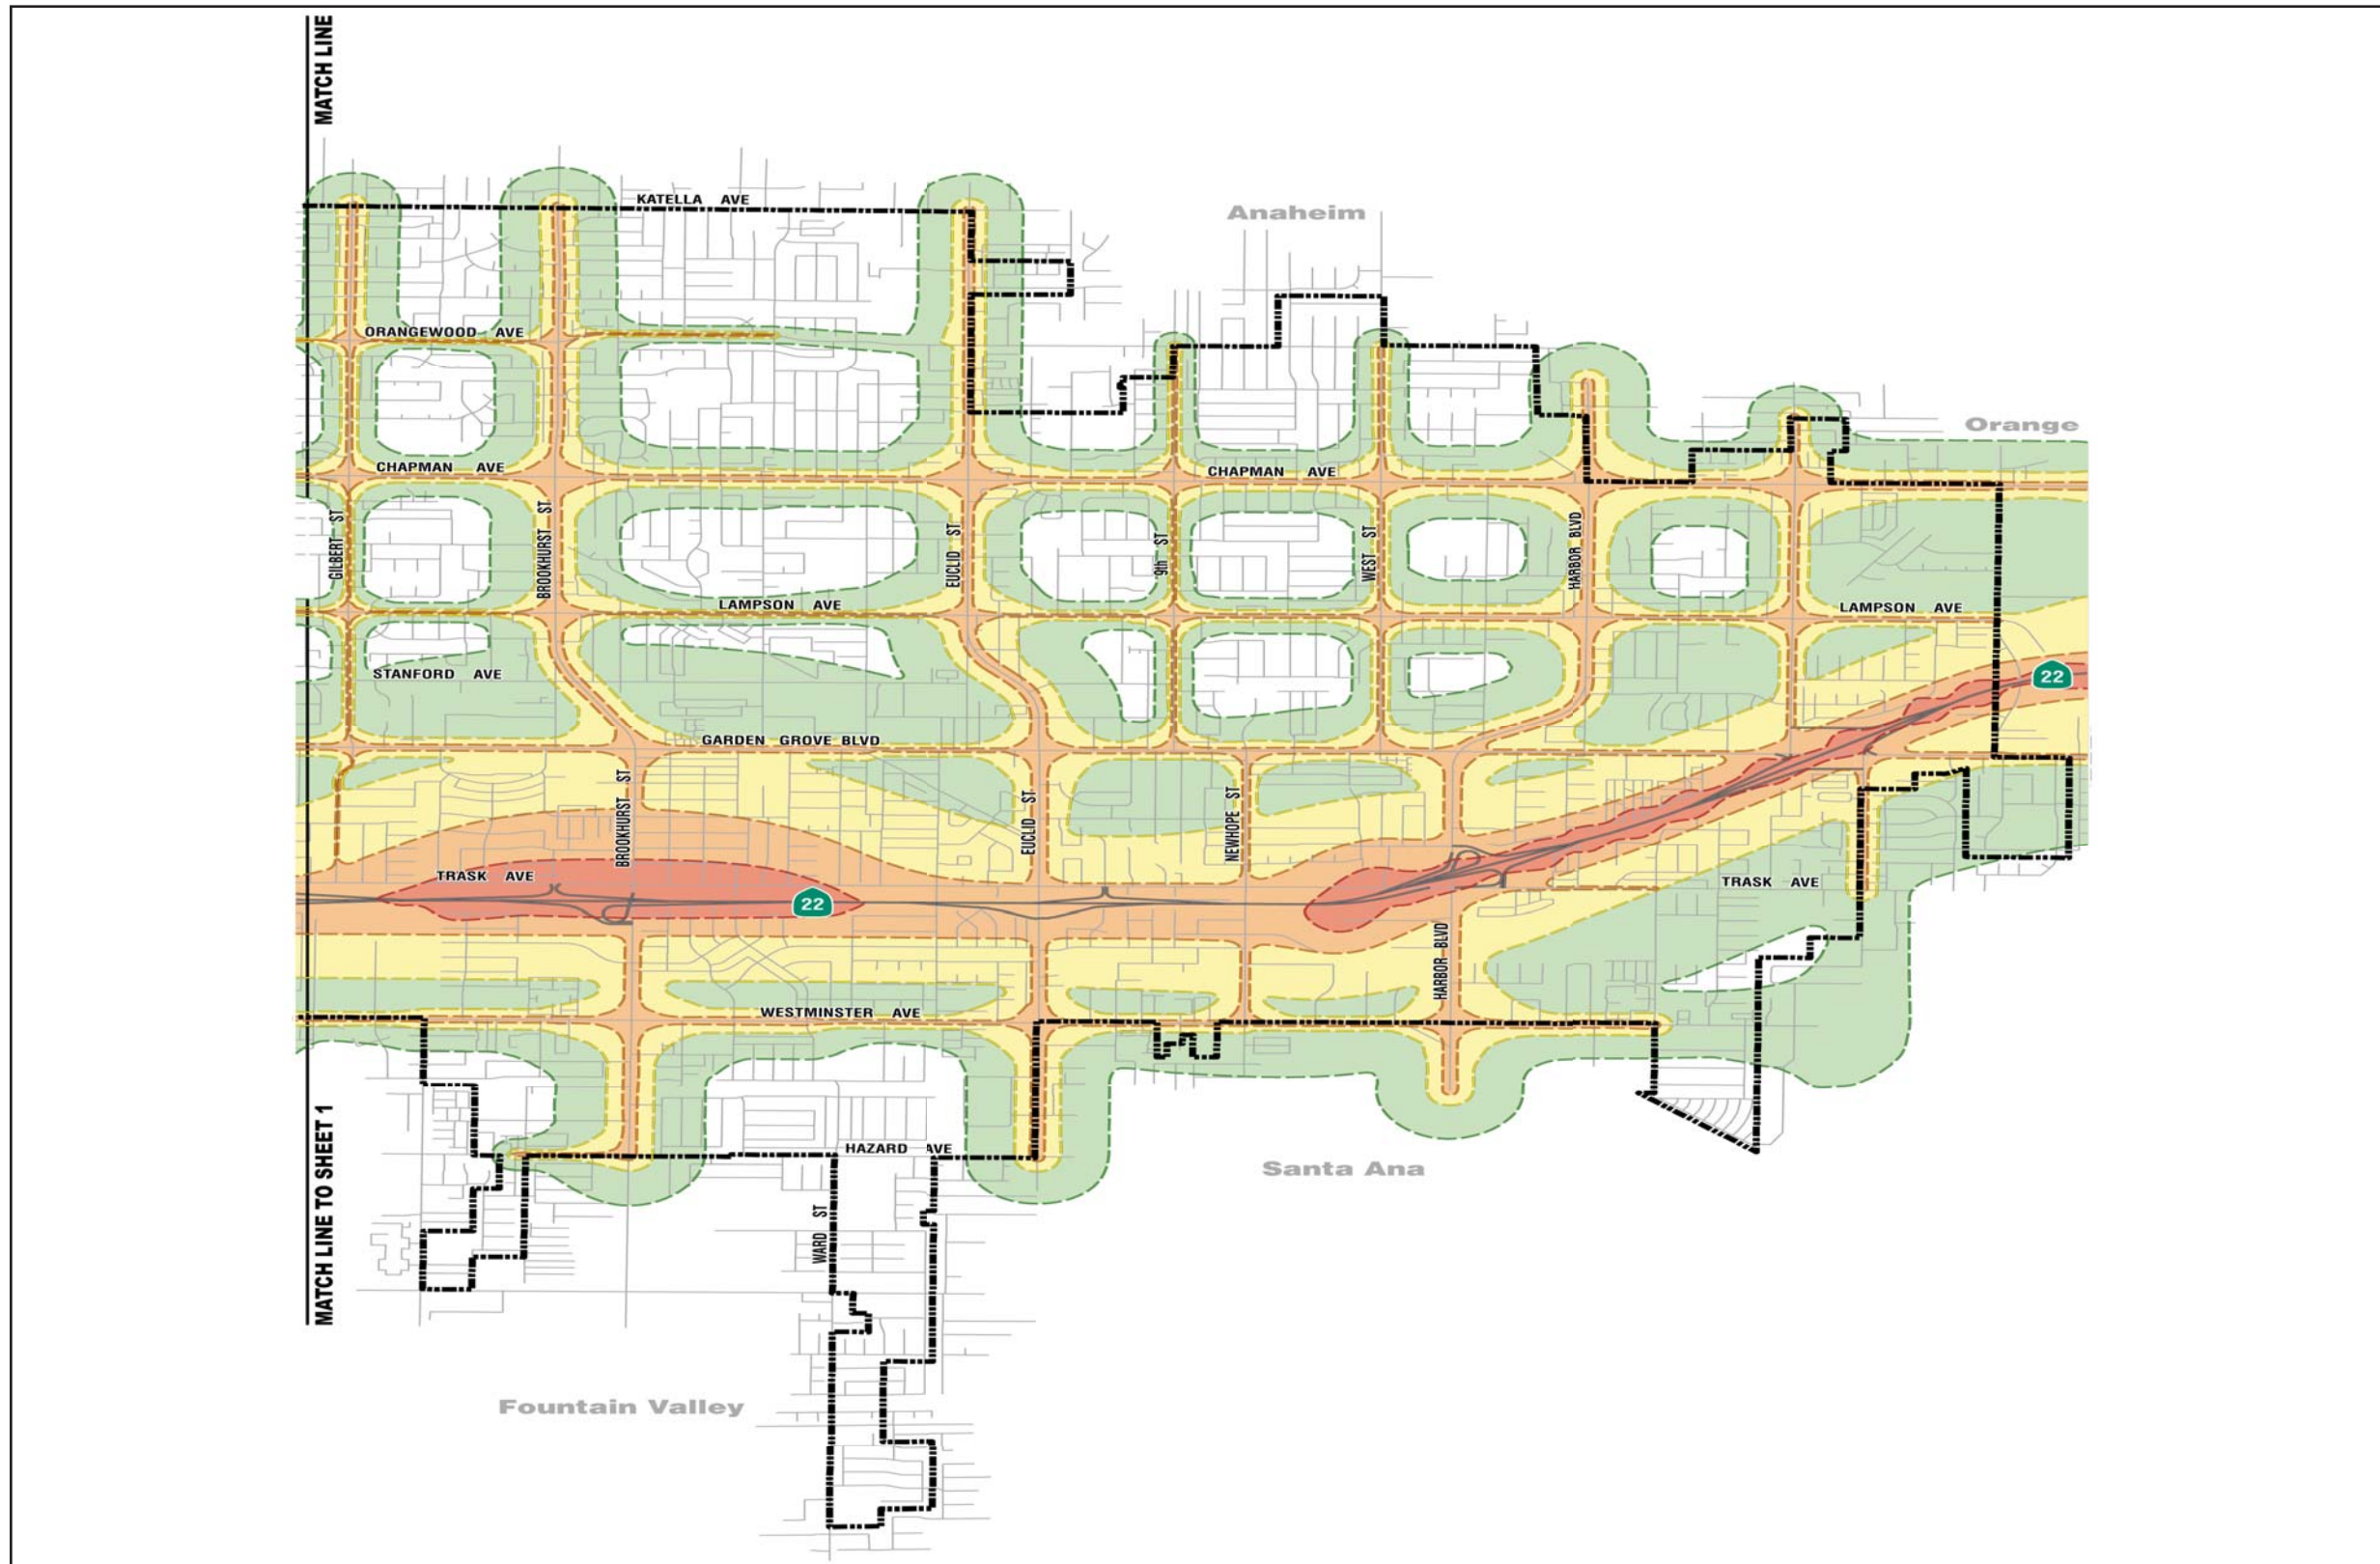 MATCH LINE
KATELLA AVE
Anaheim
ORANGEWOOD AVE
Orange
CHAPMAN AVE
CHAPMAN AVE
GILBERT ST
BROOKHURST ST
EUCLID ST
9th ST
WEST ST
HARBOR BLVD
LAMPSON AVE
LAMPSON AVE
STANFORD AVE
22
GARDEN GROVE BLVD
BROOKHURST ST
EUCLID ST
NEWHOPE ST
TRASK AVE
TRASK AVE
22
HARBOR BLVD
WESTMINSTER AVE
MATCH LINE TO SHEET 1
HAZARD AVE
Santa Ana
WARD ST
Fountain Valley